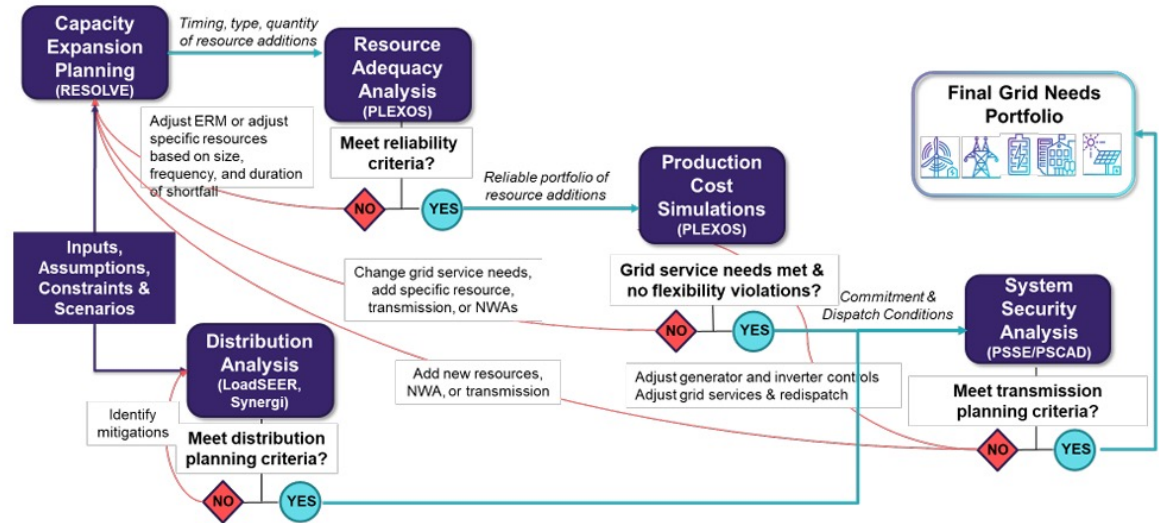 Capacity
Expansion
Planning
(RESOLVE)
Timing, type, quantity
of resource additions
Resource
Adequacy
Analysis
(PLEXOS)
Meet reliability
criteria?
NO
YES
Adjust ERM or adjust
specific resources
based on size,
frequency, and duration
of shortfall
Reliable portfolio of
resource additions
Production
Cost
Simulations
(PLEXOS)
Final Grid Needs
Portfolio
Inputs,
Assumptions,
Constraints &
Scenarios
Change grid service needs,
add specific resource,
transmission, or NWAs
Grid service needs met &
no flexibility violations?
NO
YES
Commitment &
Dispatch Conditions
System
Security
Analysis
(PSSE/PSCAD)
Distribution
Analysis
(LoadSEER,
Synergi)
Add new resources,
NWA, or transmission
Adjust generator and inverter controls
Adjust grid services & redispatch
Meet transmission
planning criteria?
NO
YES
Identify
mitigations
Meet distribution
planning criteria?
NO
YES